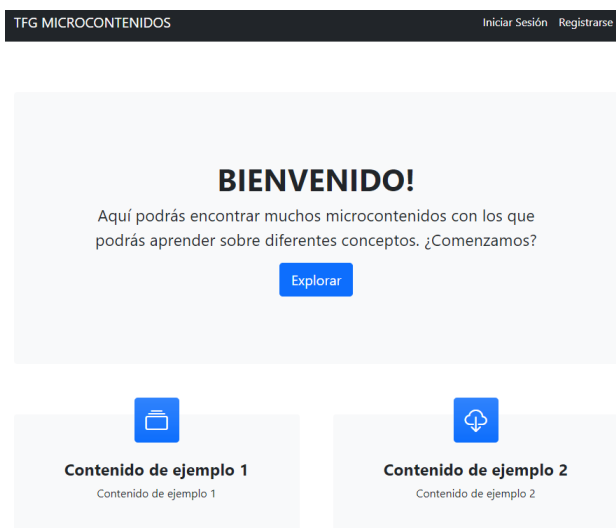 TFG MICROCONTENIDOS
Iniciar Sesión Registrarse
BIENVENIDO!
Aquí podrás encontrar muchos microcontenidos con los que
podrás aprender sobre diferentes conceptos. ¿Comenzamos?
Explorar
Contenido de ejemplo 1
Contenido de ejemplo 1
Contenido de ejemplo 2
Contenido de ejemplo 2